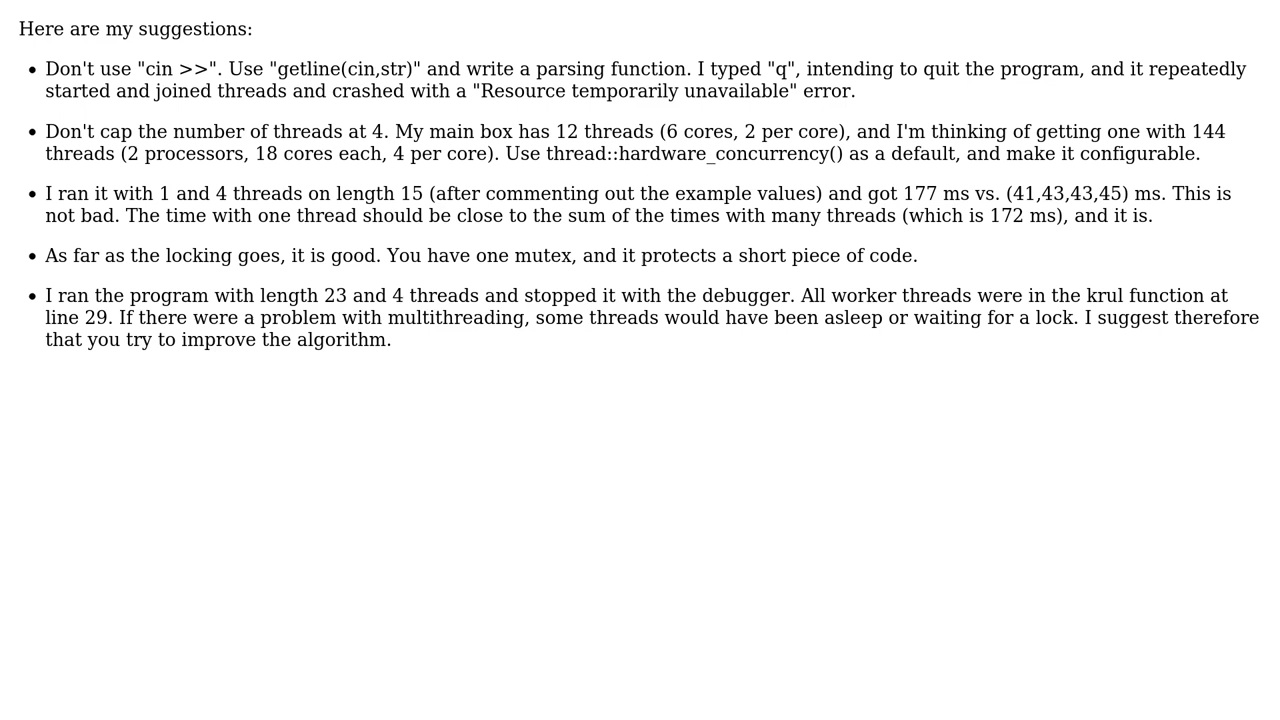 Here are my suggestions:
• Don't use "cin >>". Use "getline(cin,str)" and write a parsing function. I typed "q", intending to quit the program, and it repeatedly
started and joined threads and crashed with a "Resource temporarily unavailable" error.
• Don't cap the number of threads at 4. My main box has 12 threads (6 cores, 2 per core), and I'm thinking of getting one with 144
threads (2 processors, 18 cores each, 4 per core). Use thread::hardware_concurrency() as a default, and make it configurable.
• I ran it with 1 and 4 threads on length 15 (after commenting out the example values) and got 177 ms vs. (41,43,43,45) ms. This is
not bad. The time with one thread should be close to the sum of the times with many threads (which is 172 ms), and it is.
• As far as the locking goes, it is good. You have one mutex, and it protects a short piece of code.
• I ran the program with length 23 and 4 threads and stopped it with the debugger. All worker threads were in the krul function at
line 29. If there were a problem with multithreading, some threads would have been asleep or waiting for a lock. I suggest therefore
that you try to improve the algorithm.